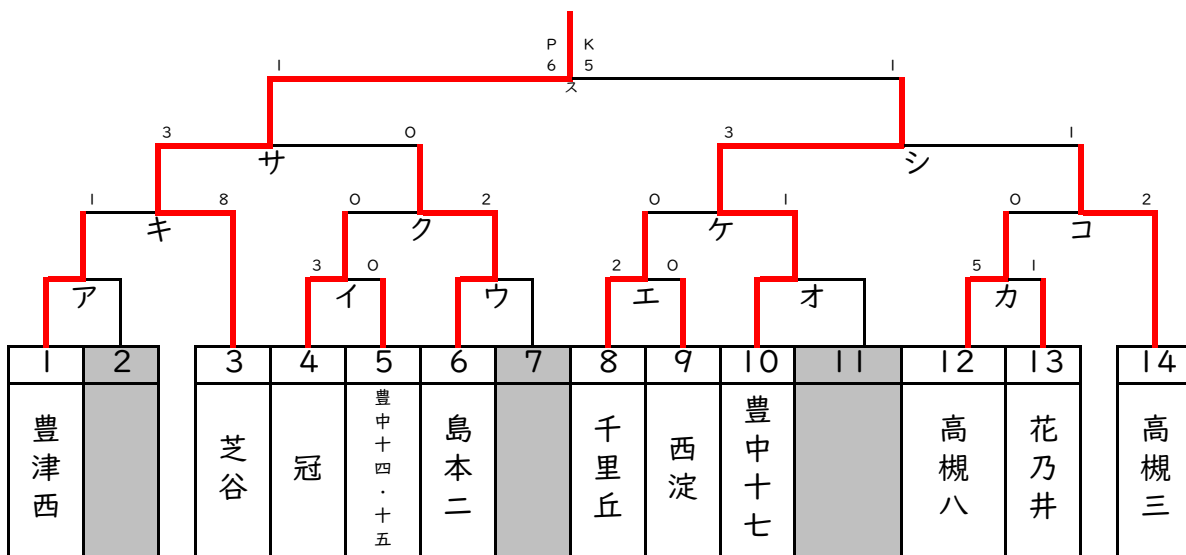 P K
1 6 5 1
ス
3 0 3 1
サ シ
1 8 0 2 0 1 0 2
キ ク ケ コ
3 0 2 0 5 1
ア イ ウ エ オ カ
1 2 3 4 5 6 7 8 9 10 11 12 13 14
豊津西
芝谷
冠
豊中十四・十五
島本二
千里丘
西淀
豊中十七
高槻八
花乃井
高槻三